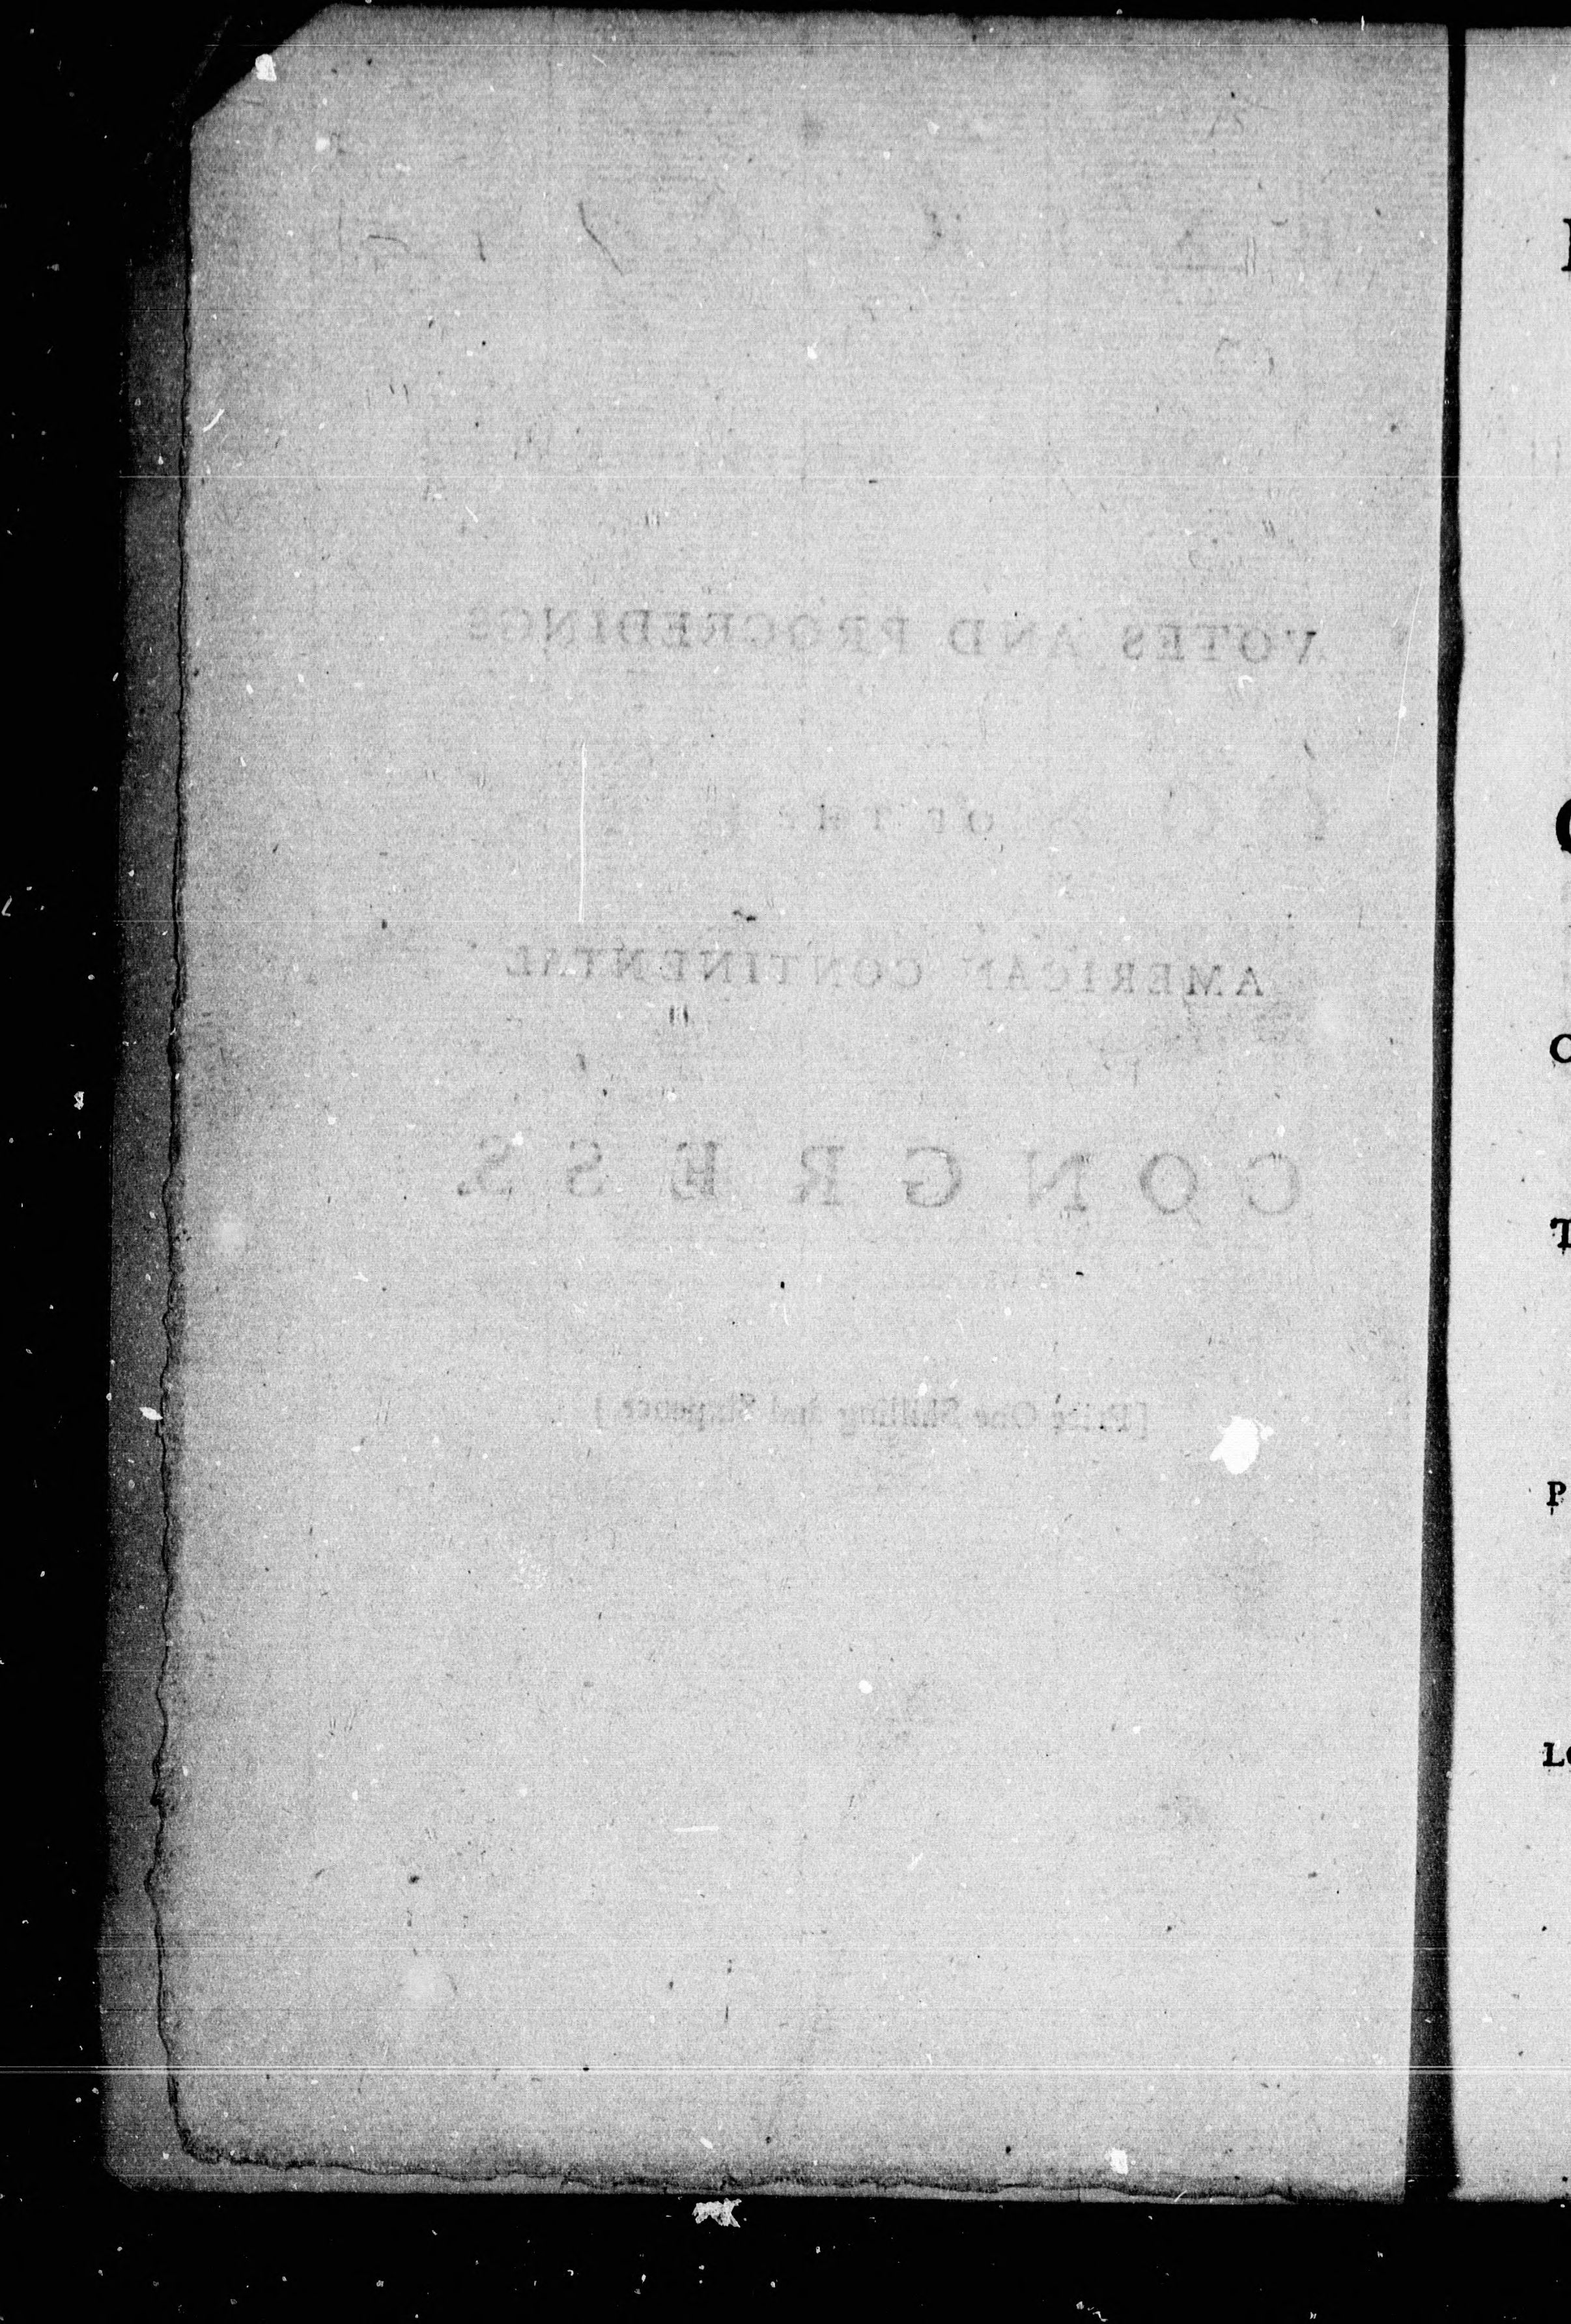 VOTES AND PROCEEDINGS
OF THE
AMERICAN CONTINENTAL
CONGRESS.
[Price One Shilling and Sixpence.]
C
T
P